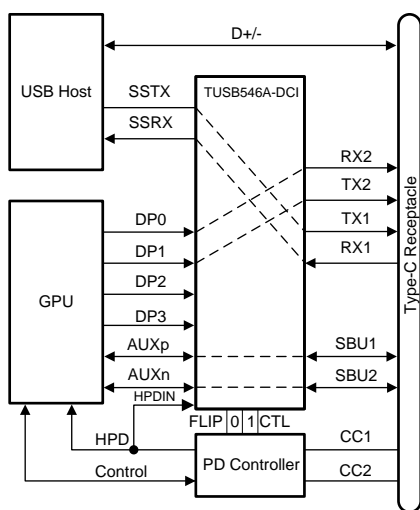 D+/-
USB Host
TUSB546A-DCI
SSTX
SSRX
RX2
TX2
TX1
RX1
Type-C Receptacle
GPU
DP0
DP1
DP2
DP3
AUXp
AUXn
HPDIN
SBU1
SBU2
FLIP 0 1 CTL
HPD
Control
PD Controller
CC1
CC2